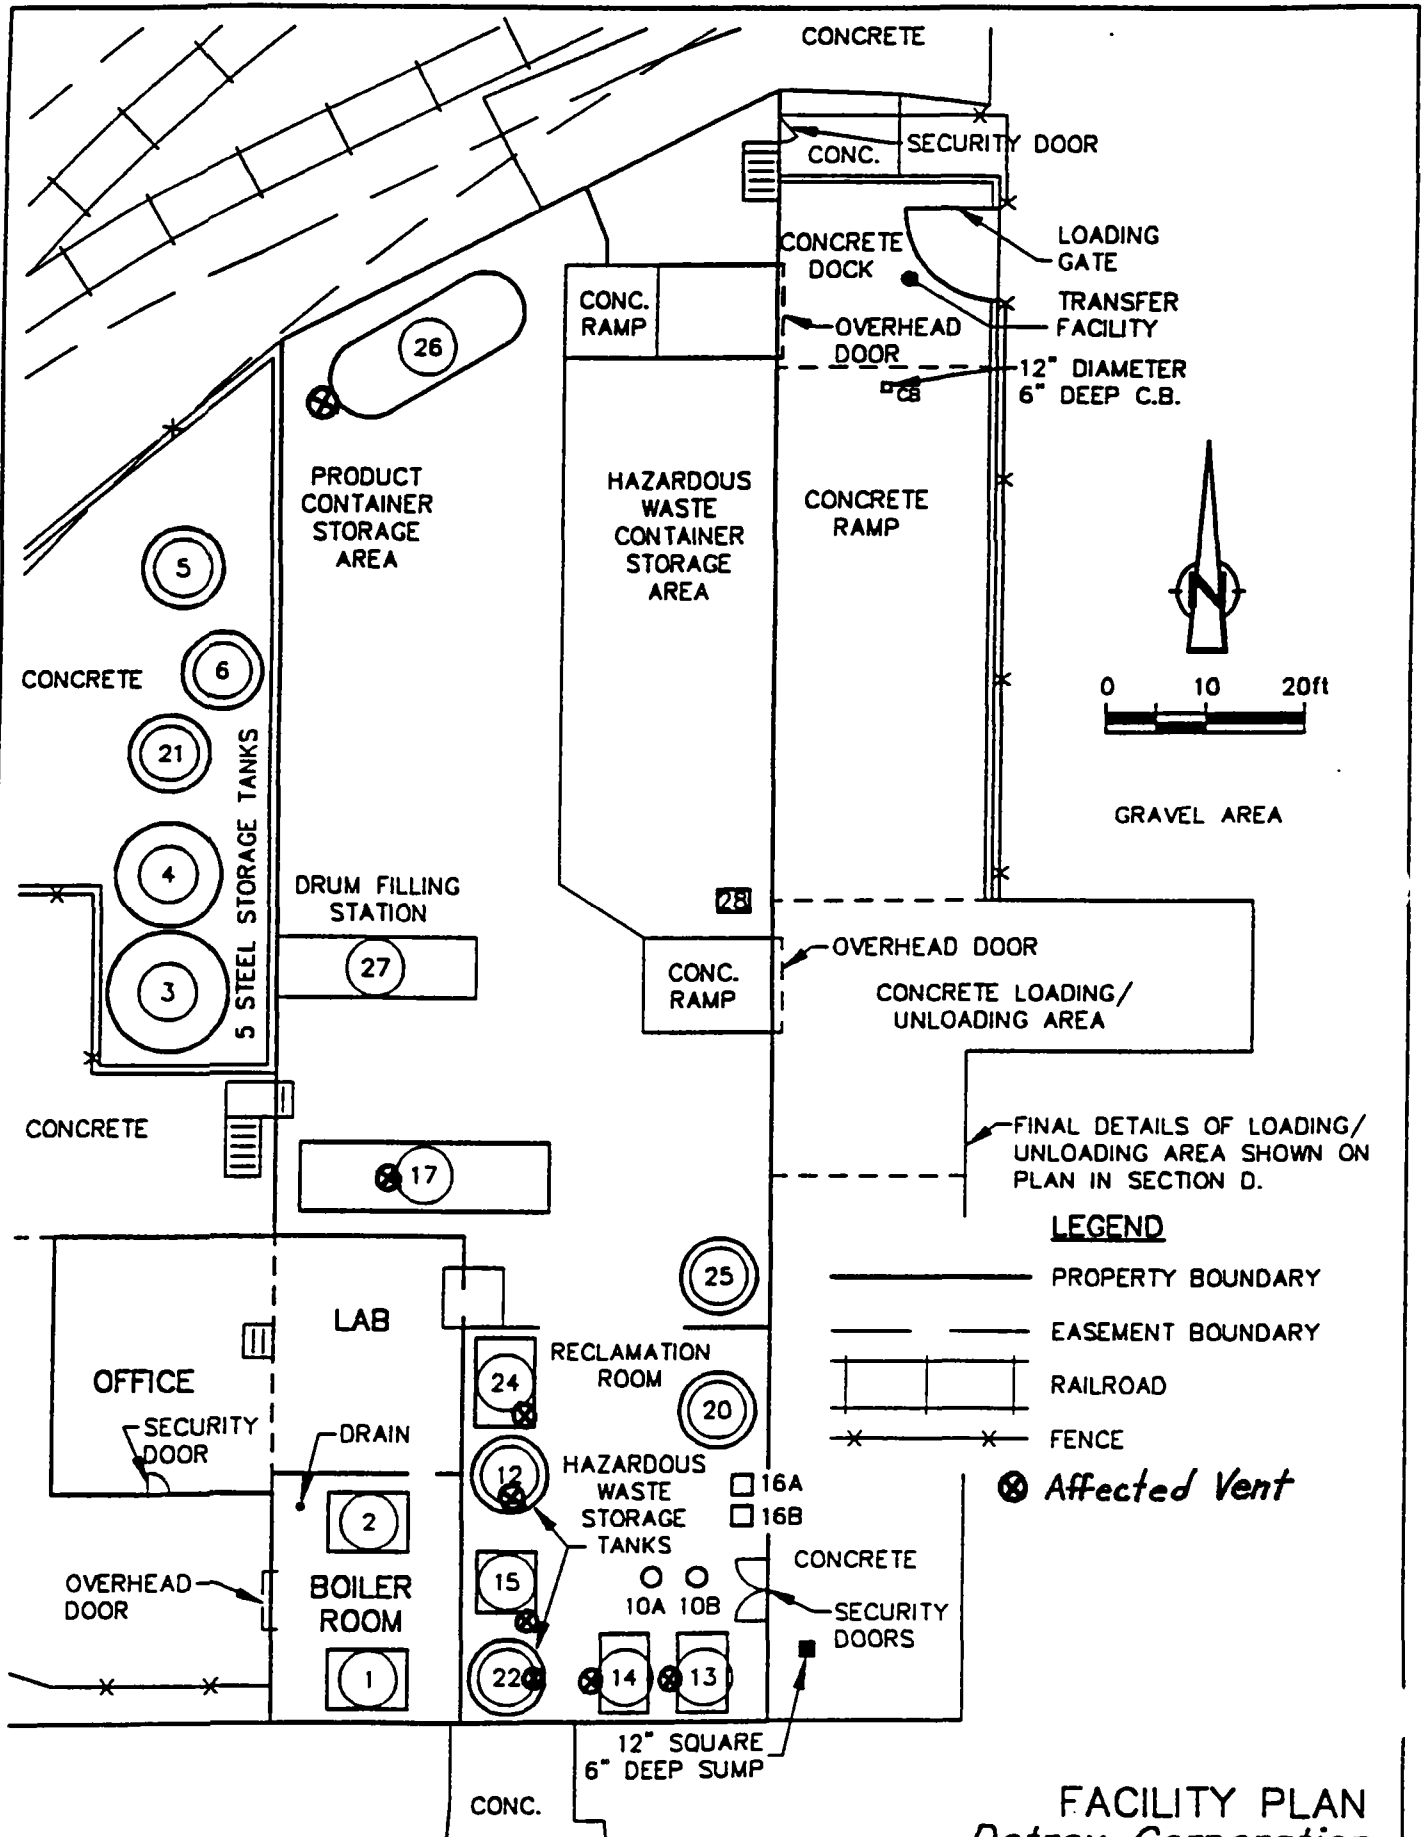 CONCRETE
SECURITY DOOR
CONC.
CONCRETE
DOCK
LOADING
GATE
CONC.
RAMP
TRANSFER
FACILITY
OVERHEAD
DOOR
26
12" DIAMETER
6" DEEP C.B.
CB
PRODUCT
CONTAINER
STORAGE
AREA
HAZARDOUS
WASTE
CONTAINER
STORAGE
AREA
CONCRETE
RAMP
5
N
6
CONCRETE
0 10 20ft
21
5 STEEL STORAGE TANKS
GRAVEL AREA
4
DRUM FILLING
STATION
28
OVERHEAD DOOR
27
CONC.
RAMP
3
CONCRETE LOADING/
UNLOADING AREA
CONCRETE
FINAL DETAILS OF LOADING/
UNLOADING AREA SHOWN ON
PLAN IN SECTION D.
17
LEGEND
25
PROPERTY BOUNDARY
LAB
EASEMENT BOUNDARY
RECLAMATION
ROOM
OFFICE
24
RAILROAD
20
SECURITY
DOOR
DRAIN
FENCE
12
HAZARDOUS
WASTE
STORAGE
TANKS
16A
16B
Affected Vent
2
CONCRETE
15
OVERHEAD
DOOR
BOILER
ROOM
10A 10B
SECURITY
DOORS
1
22
14
13
12" SQUARE
6" DEEP SUMP
CONC.
FACILITY PLAN
Detrex Corporation